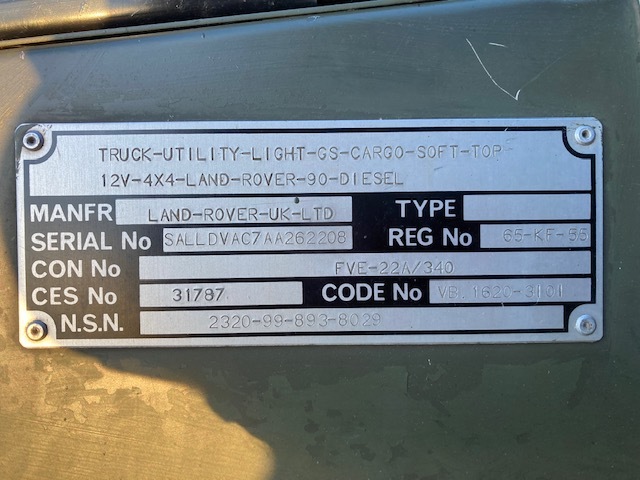 TRUCK-UTILITY-LIGHT-GS-CARGO-SOFT-TOP
12V-4X4-LAND-ROVER-90-DIESEL
MANFR LAND-ROVER-UK-LTD TYPE
SERIAL No SALLDVAC7AA262208 REG No 65-KF-55
CON No FVE-22A/340
CES No 31787 CODE No VB.1620-3101
N.S.N. 2320-99-893-8029